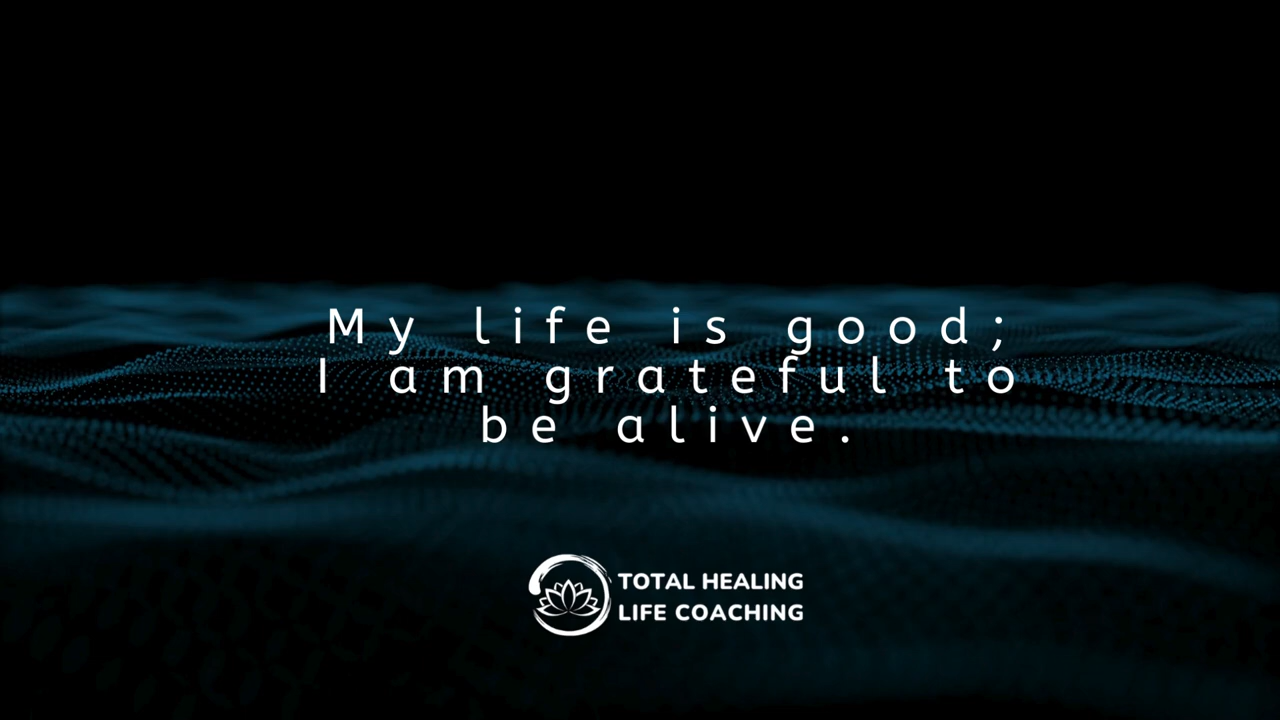 My life is good;
I am grateful to
be alive.
TOTAL HEALING
LIFE COACHING